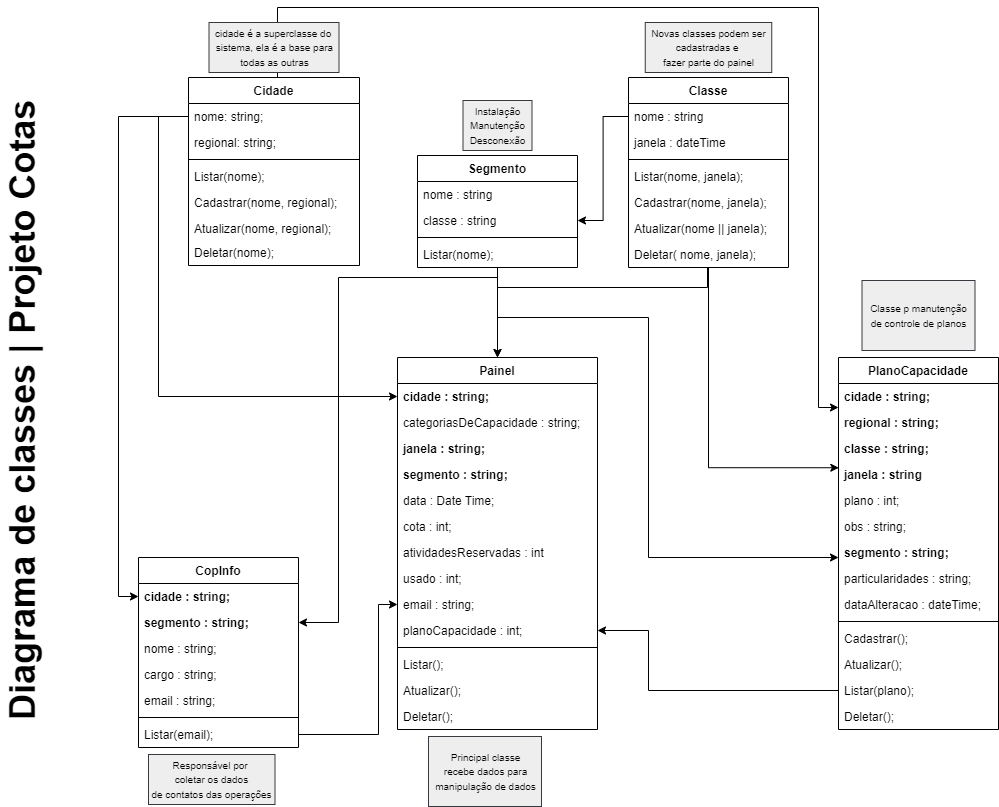 Diagrama de classes | Projeto Cotas
cidade é a superclasse do
sistema, ela é a base para
todas as outras
Cidade
nome: string;
regional: string;
Listar(nome);
Cadastrar(nome, regional);
Atualizar(nome, regional);
Deletar(nome);
Instalação
Manutenção
Desconexão
Segmento
nome : string
classe : string
Listar(nome);
Novas classes podem ser
cadastradas e
fazer parte do painel
Classe
nome : string
janela : dateTime
Listar(nome, janela);
Cadastrar(nome, janela);
Atualizar(nome || janela);
Deletar( nome, janela);
Painel
cidade : string;
categoriasDeCapacidade : string;
janela : string;
segmento : string;
data : Date Time;
cota : int;
atividadesReservadas : int
usado : int;
email : string;
planoCapacidade : int;
Listar();
Atualizar();
Deletar();
Principal classe
recebe dados para
manipulação de dados
Classe p manutenção
de controle de planos
PlanoCapacidade
cidade : string;
regional : string;
classe : string;
janela : string
plano : int;
obs : string;
segmento : string;
particularidades : string;
dataAlteracao : dateTime;
Cadastrar();
Atualizar();
Listar(plano);
Deletar();
CopInfo
cidade : string;
segmento : string;
nome : string;
cargo : string;
email : string;
Listar(email);
Responsável por
coletar os dados
de contatos das operações